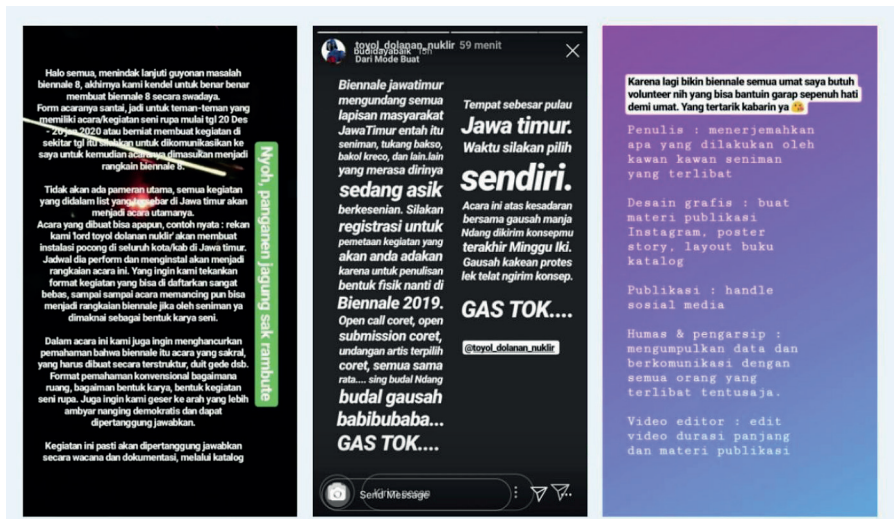 Halo semua, menindak lanjuti guyonan masalah
biennale 8, akhirnya kami kendel untuk benar benar
membuat biennale 8 secara swadaya.
Form acaranya santai, jadi untuk teman-teman yang
memiliki acara/kegiatan seni rupa mulai tgl 20 Des
- 20 jan 2020 atau berniat membuat kegiatan di
sekitar tgl itu silahkan untuk dikomunikasikan ke
saya untuk kemudian acaranya dimasukan menjadi
rangkain biennale 8.
Tidak akan ada pameran utama, semua kegiatan
yang didalam list yang tersebar di Jawa timur akan
menjadi acara utamanya.
Acara yang dibuat bisa apapun, contoh nyata : rekan
kami 'lord toyol dolanan nuklir' akan membuat
instalasi pocong di seluruh kota/kab di Jawa timur.
Jadwal dia perform dan menginstal akan menjadi
rangkaian acara ini. Yang ingin kami tekankan
format kegiatan yang bisa di daftarkan sangat
bebas, sampai sampai acara memancing pun bisa
menjadi rangkaian biennale jika oleh seniman ya
dimaknai sebagai bentuk karya seni.
Dalam acara ini kami juga ingin menghancurkan
pemahaman bahwa biennale itu acara yang sakral,
yang harus dibuat secara terstruktur, duit gede dsb.
Format pemahaman konvensional bagaimana
ruang, bagaiman bentuk karya, bentuk kegiatan
seni rupa. Juga ingin kami geser ke arah yang lebih
ambyar nanging demokratis dan dapat
dipertanggung jawabkan.
Kegiatan ini pasti akan dipertanggung jawabkan
secara wacana dan dokumentasi, melalui katalog
Nyoh, panganen jagung sak rambute
toyol_dolanan_nuklir 59 menit
budidayabaik 15h
Dari Mode Buat
Biennale jawatimur
mengundang semua
lapisan masyarakat
JawaTimur entah itu
seniman, tukang bakso,
bakol kreco, dan lain.lain
yang merasa dirinya
sedang asik
berkesenian. Silakan
registrasi untuk
pemetaan kegiatan yang
akan anda adakan
karena untuk penulisan
bentuk fisik nanti di
Biennale 2019.
Open call coret, open
submission coret,
undangan artis terpilih
coret, semua sama
rata.... sing budal Ndang
budal gausah
babibubaba...
GAS TOK....
Tempat sebesar pulau
Jawa timur.
Waktu silakan pilih
sendiri.
Acara ini atas kesadaran
bersama gausah manja
Ndang dikirim konsepmu
terakhir Minggu Iki.
Gausah kakean protes
lek telat ngirim konsep.
GAS TOK....
@toyol_dolanan_nuklir
Send Message
Kirim pesan
Karena lagi bikin biennale semua umat saya butuh
volunteer nih yang bisa bantuin garap sepenuh hati
demi umat. Yang tertarik kabarin ya 😘
Penulis : menerjemahkan
apa yang dilakukan oleh
kawan kawan seniman
yang terlibat
Desain grafis : buat
materi publikasi
Instagram, poster
story, layout buku
katalog
Publikasi : handle
sosial media
Humas & pengarsip :
mengumpulkan data dan
berkomunikasi dengan
semua orang yang
terlibat tentusaja.
Video editor : edit
video durasi panjang
dan materi publikasi